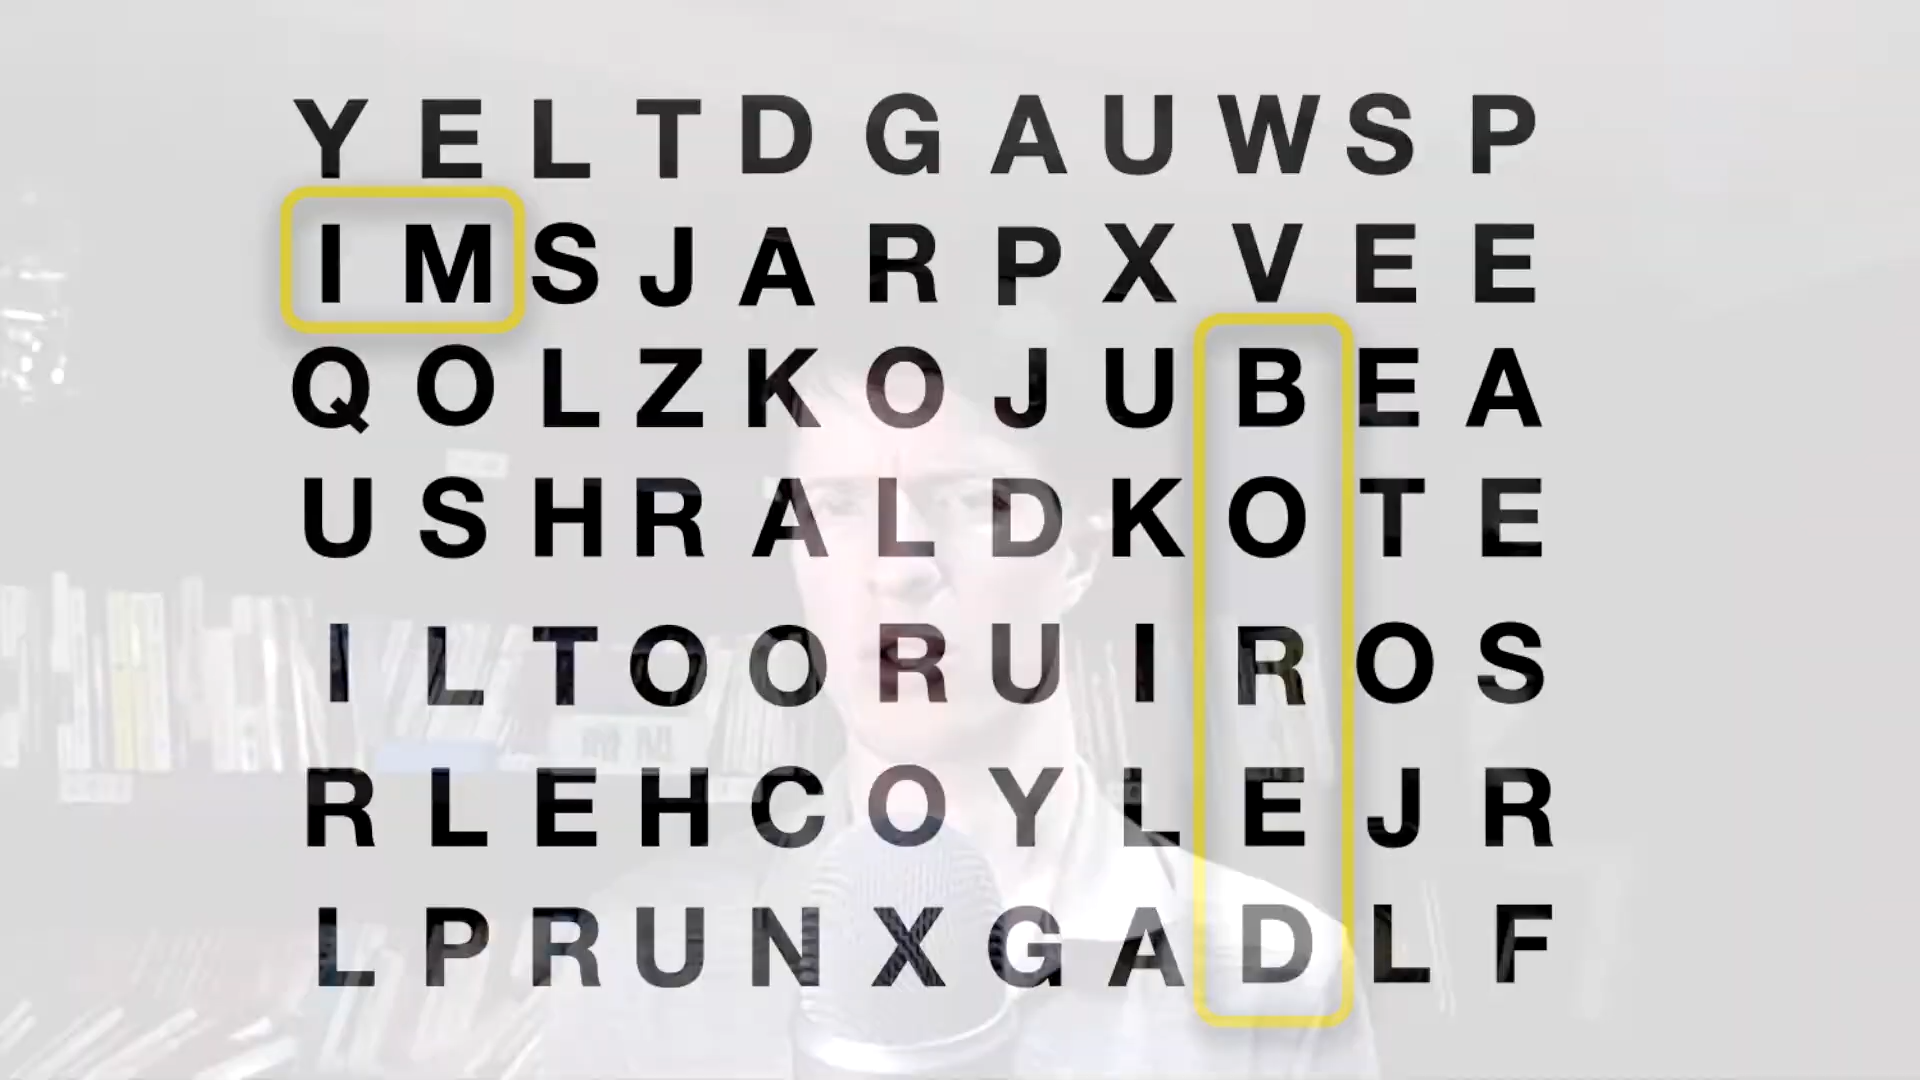 Y E L T D G A U W S P
I M S J A R P X V E E
Q O L Z K O J U B E A
U S H R A L D K O T E
I L T O O R U I R O S
R L E H C O Y L E J R
L P R U N X G A D L F